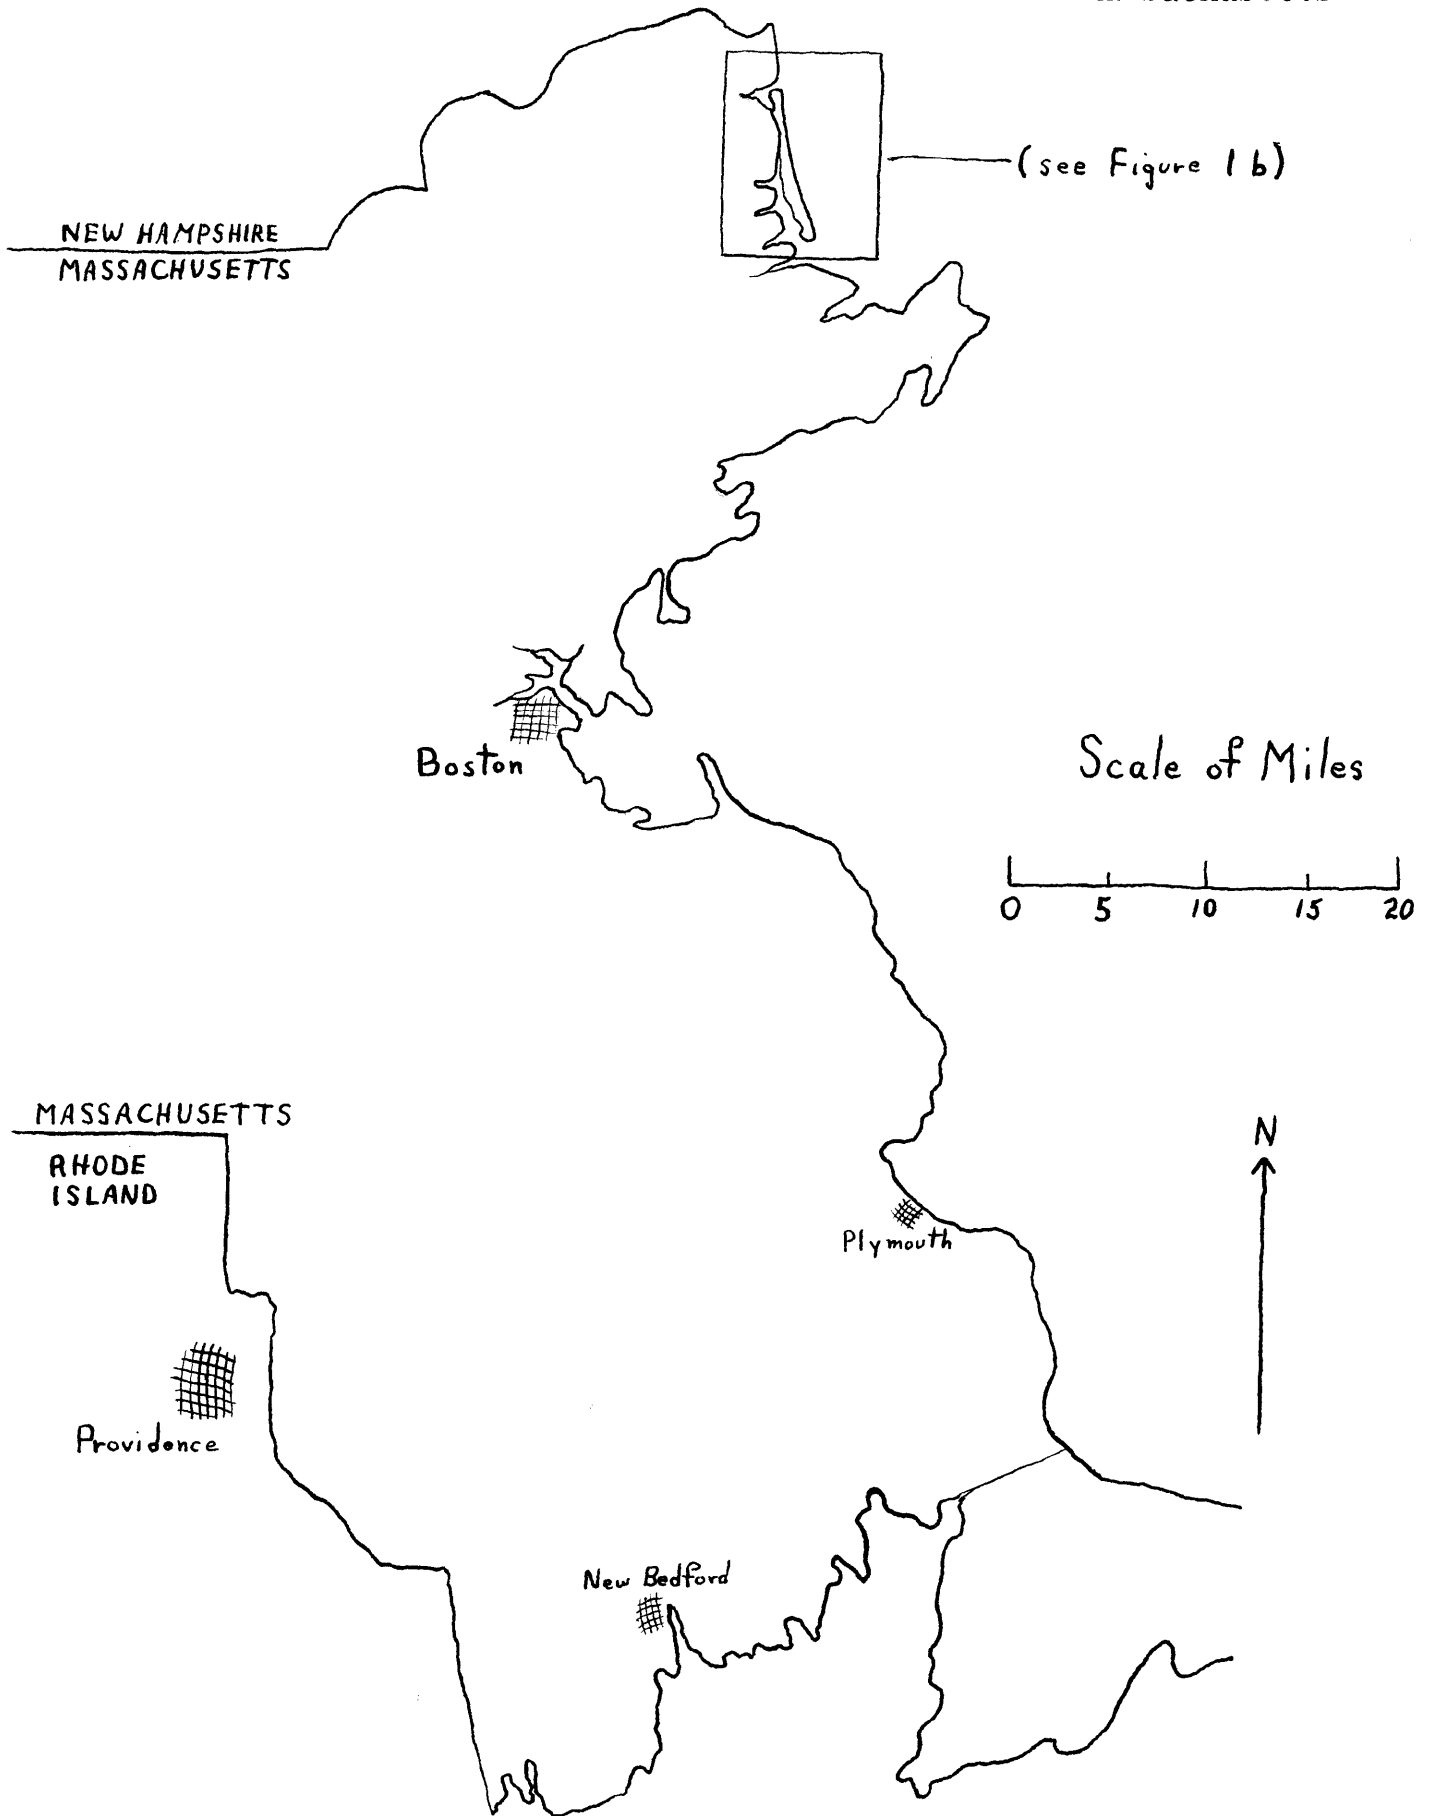 (see Figure 1b)
NEW HAMPSHIRE
MASSACHUSETTS
Boston
Scale of Miles
0 5 10 15 20
MASSACHUSETTS
RHODE
ISLAND
N
Plymouth
Providence
New Bedford